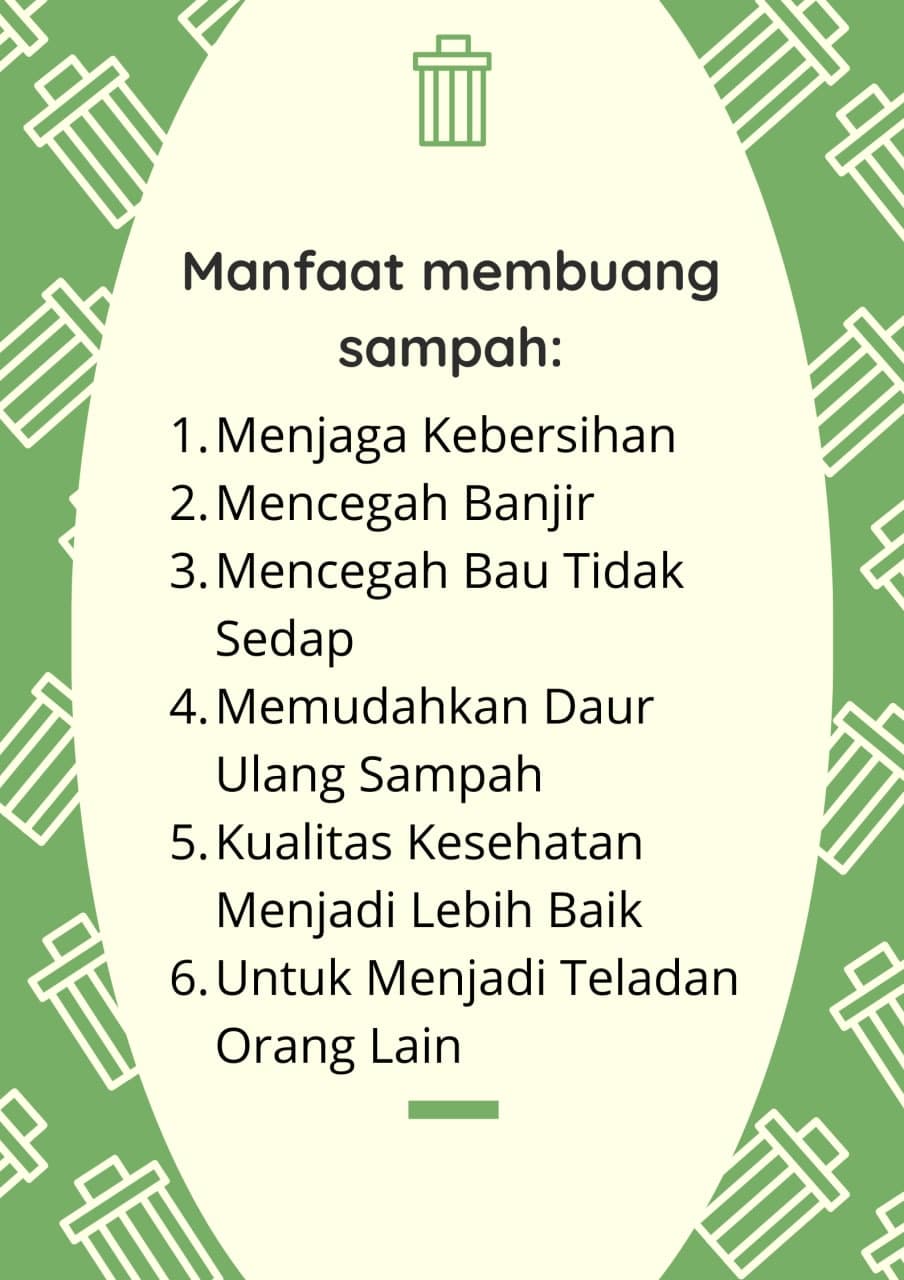 Manfaat membuang
sampah:
1. Menjaga Kebersihan
2. Mencegah Banjir
3. Mencegah Bau Tidak
Sedap
4. Memudahkan Daur
Ulang Sampah
5. Kualitas Kesehatan
Menjadi Lebih Baik
6. Untuk Menjadi Teladan
Orang Lain